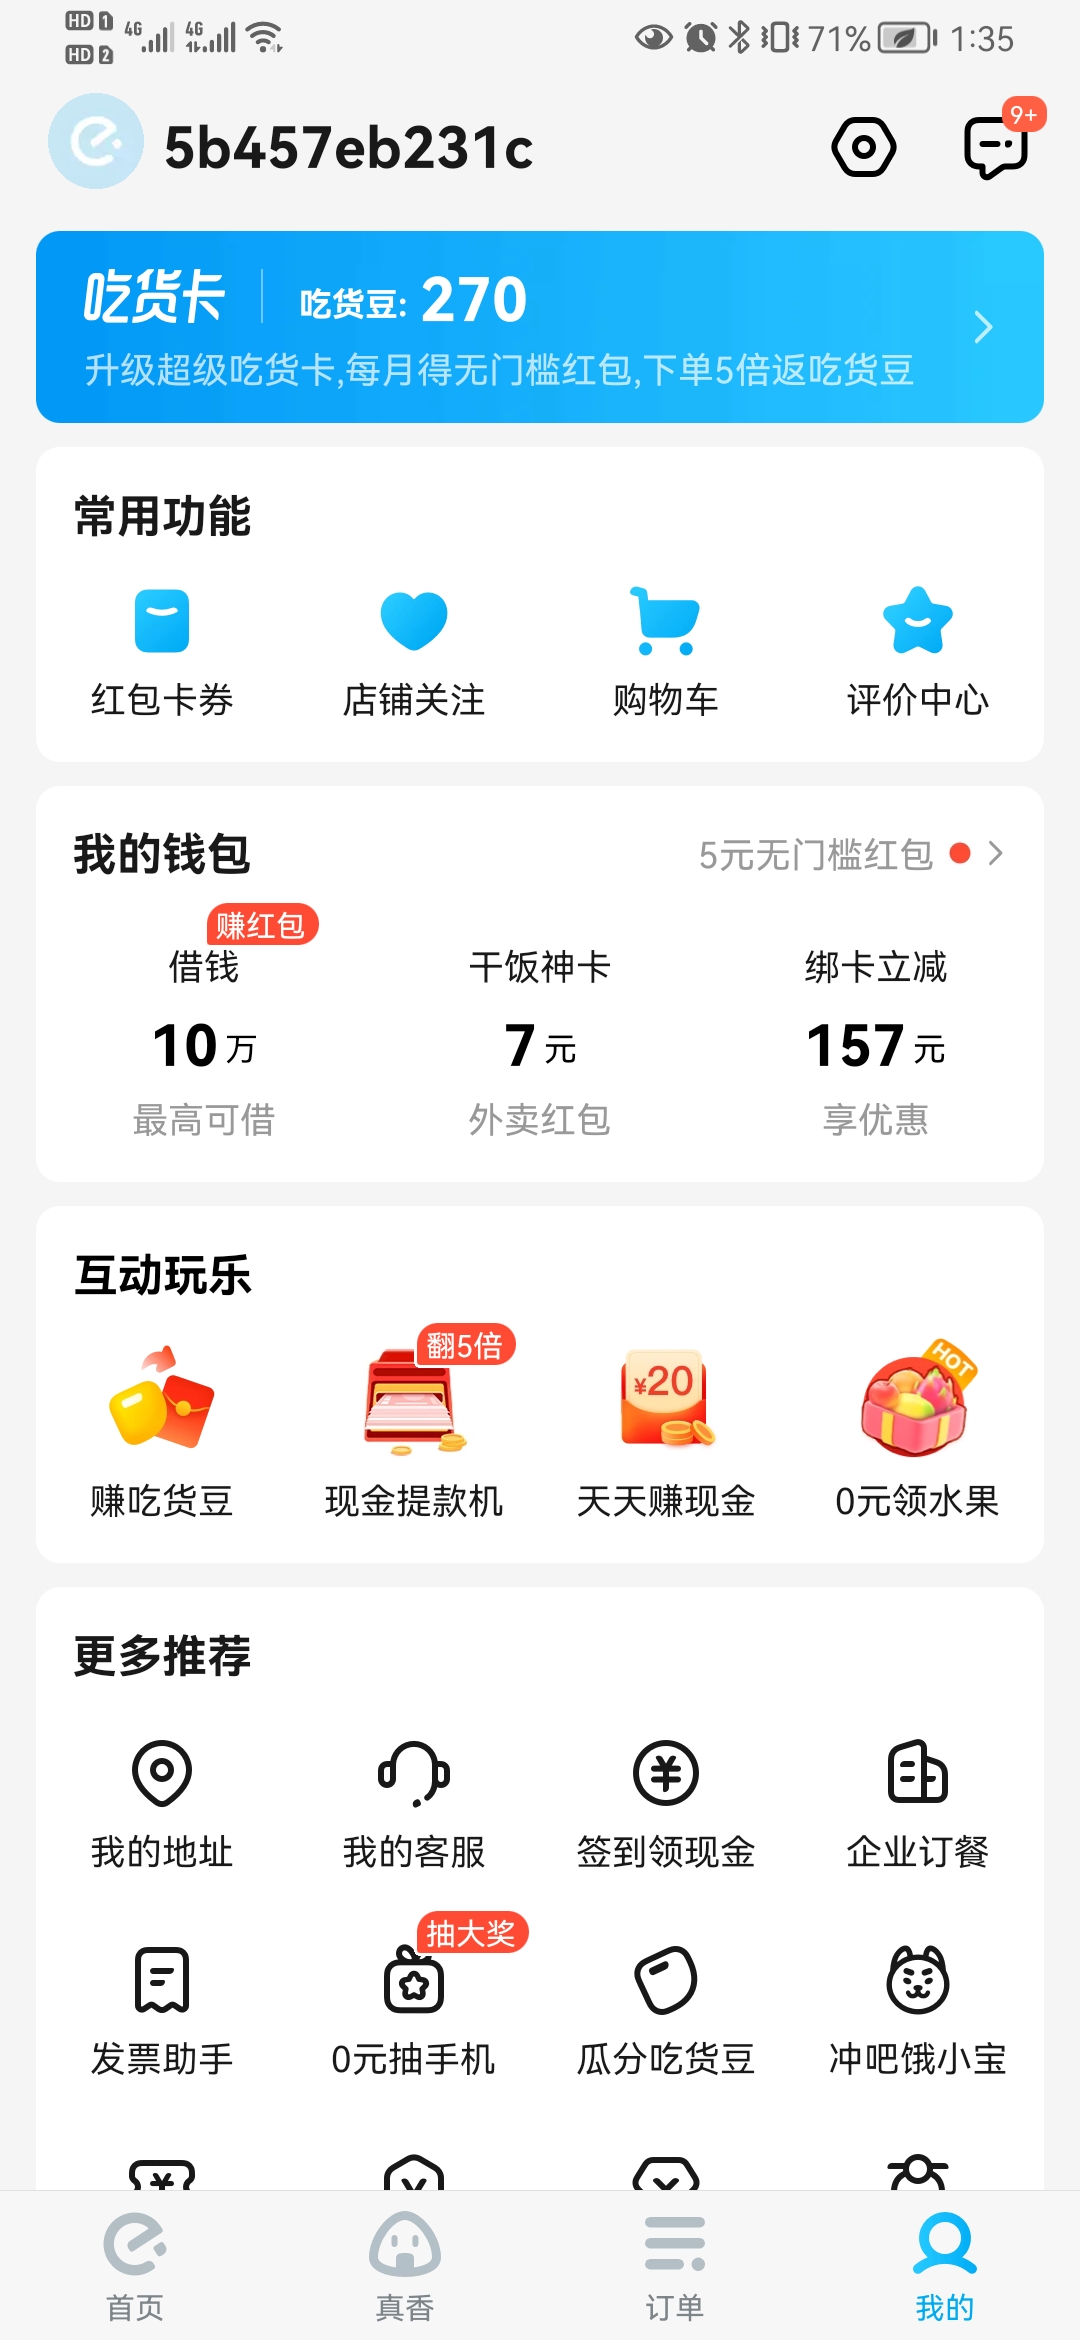 HD 1 4G 4G 71% 1:35
HD 2
9+
5b457eb231c
吃货卡 吃货豆: 270
升级超级吃货卡,每月得无门槛红包,下单5倍返吃货豆
常用功能
红包卡券 店铺关注 购物车 评价中心
我的钱包 5元无门槛红包
赚红包
借钱 干饭神卡 绑卡立减
10万 7元 157元
最高可借 外卖红包 享优惠
互动玩乐
翻5倍 HOT
¥20
赚吃货豆 现金提款机 天天赚现金 0元领水果
更多推荐
我的地址 我的客服 签到领现金 企业订餐
抽大奖
发票助手 0元抽手机 瓜分吃货豆 冲吧饿小宝
首页 真香 订单 我的